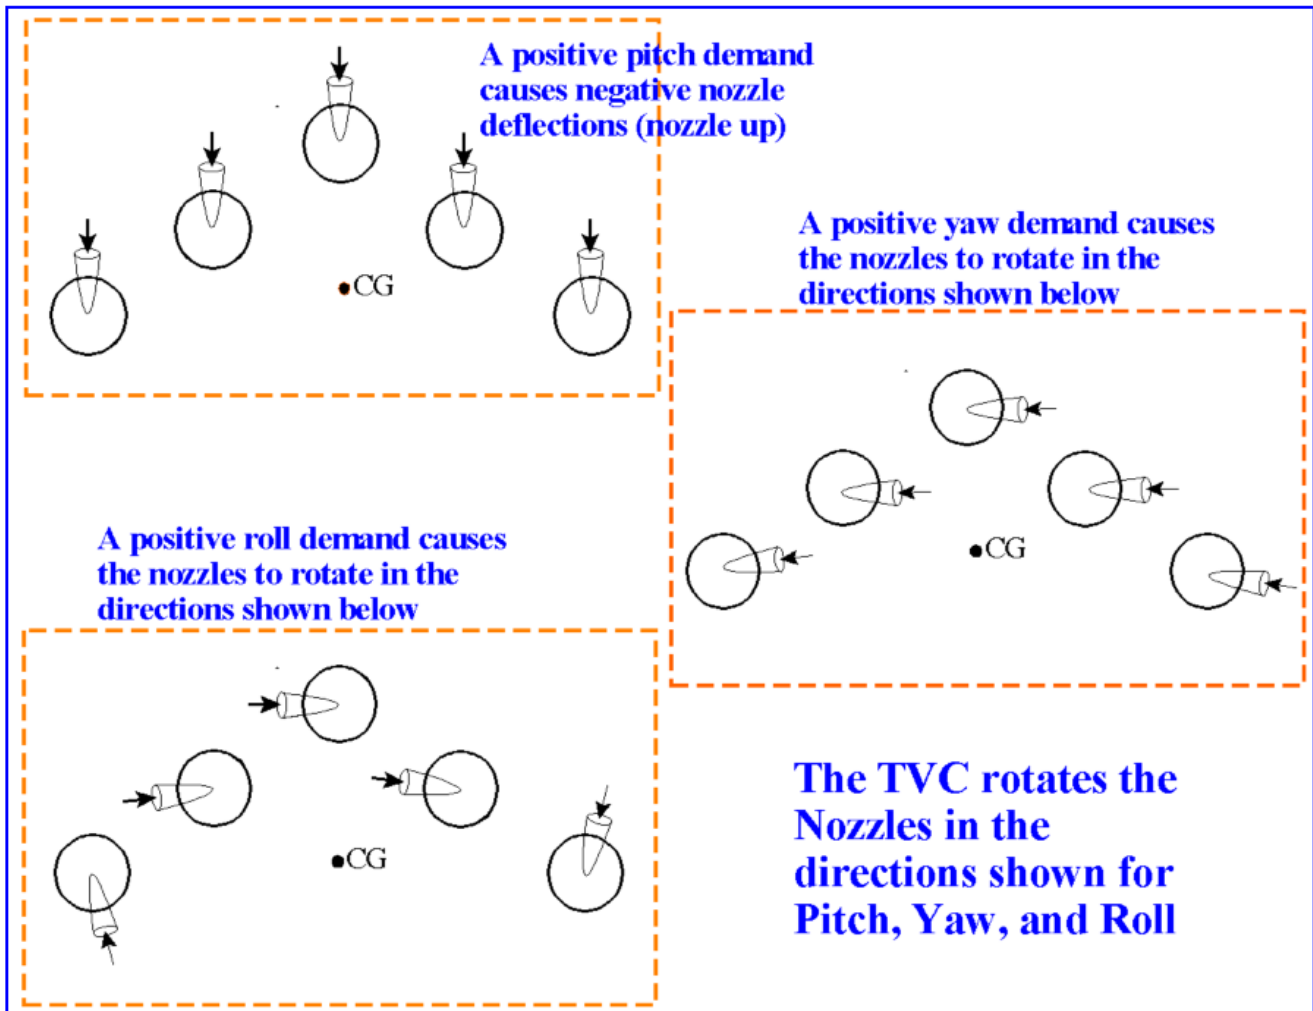 A positive pitch demand
causes negative nozzle
deflections (nozzle up)
CG
A positive yaw demand causes
the nozzles to rotate in the
directions shown below
CG
A positive roll demand causes
the nozzles to rotate in the
directions shown below
CG
The TVC rotates the
Nozzles in the
directions shown for
Pitch, Yaw, and Roll